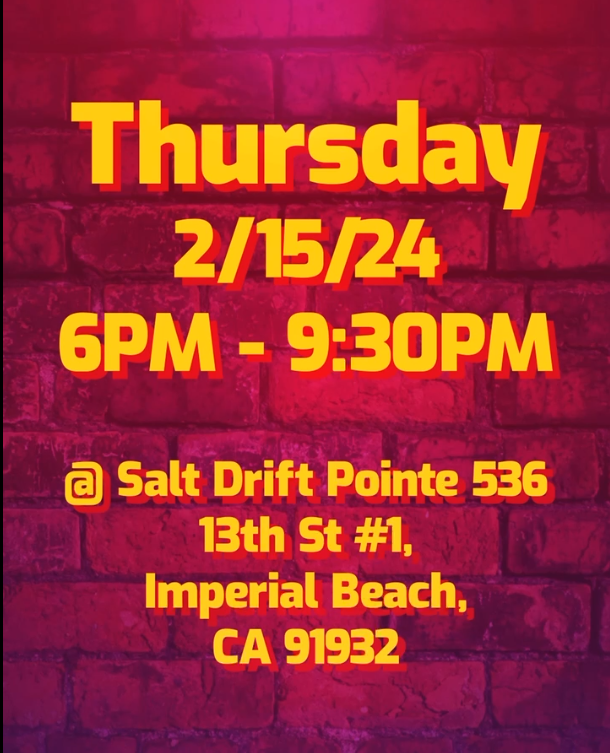 Thursday
2/15/24
6PM - 9:30PM
@ Salt Drift Pointe 536
13th St #1,
Imperial Beach,
CA 91932